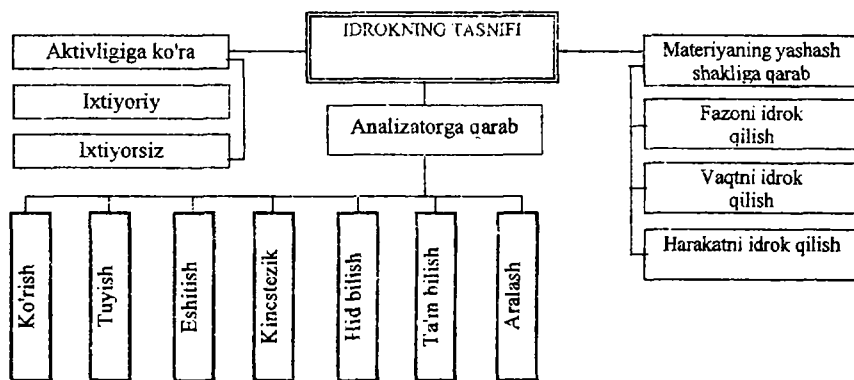 IDROKNING TASNIFI
Aktivligiga ko'ra
Ixtiyoriy
Ixtiyorsiz
Analizatorga qarab
Ko'rish
Tuyish
Eshitish
Kinestezik
Hid bilish
Ta'm bilish
Aralash
Materiyaning yashash
shakliga qarab
Fazoni idrok
qilish
Vaqtni idrok
qilish
Harakatni idrok qilish